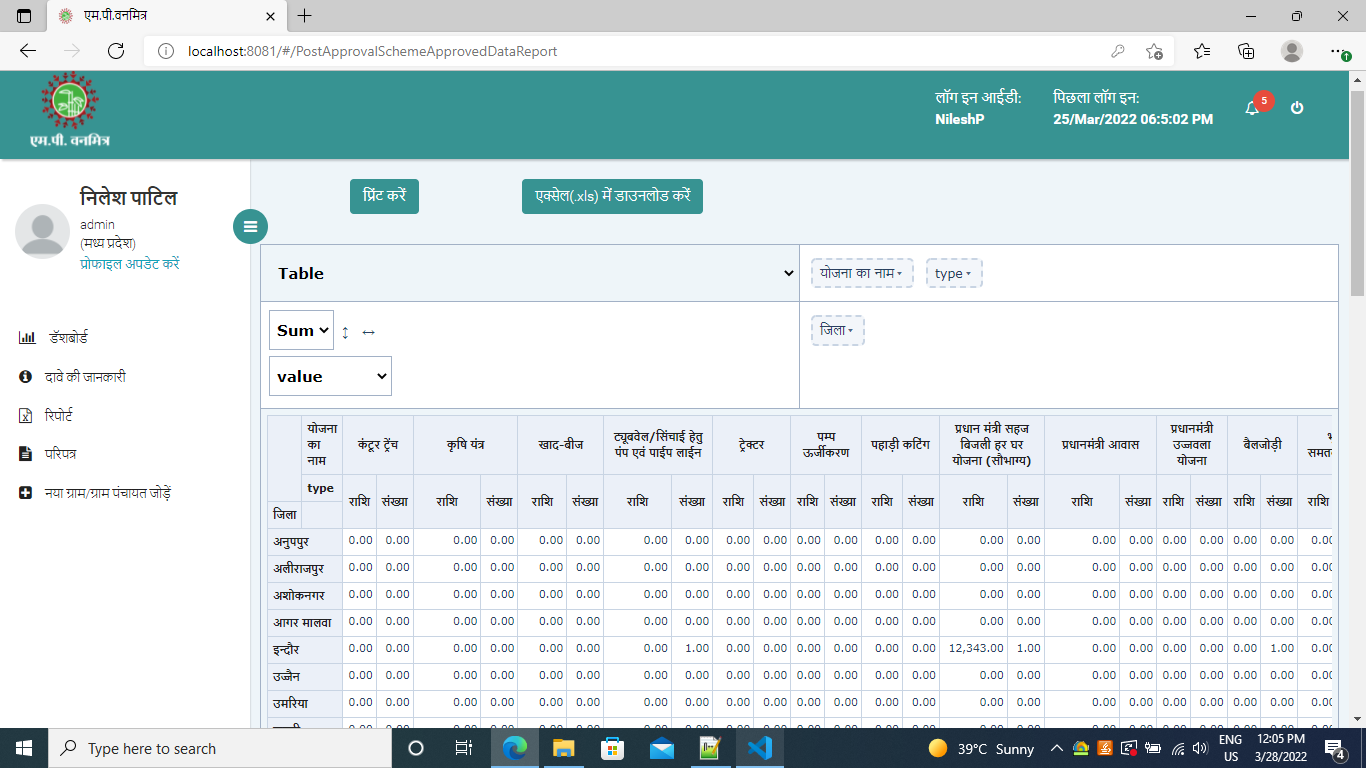 एम.पी.वनमित्र
localhost:8081/#/PostApprovalSchemeApprovedDataReport
एम.पी. वनमित्र
लॉग इन आईडी:
NileshP
पिछला लॉग इन:
25/Mar/2022 06:5:02 PM
5
निलेश पाटिल
admin
(मध्य प्रदेश)
प्रोफाइल अपडेट करें
डॅशबोर्ड
दावे की जानकारी
रिपोर्ट
परिपत्र
नया ग्राम/ग्राम पंचायत जोड़ें
प्रिंट करें
एक्सेल(.xls) में डाउनलोड करें
Table
योजना का नाम
type
Sum
value
जिला
योजना
का
नाम
कंटूर ट्रेंच
कृषि यंत्र
खाद-बीज
ट्यूबवेल/सिंचाई हेतु
पंप एवं पाईप लाईन
ट्रेक्टर
पम्प
ऊर्जीकरण
पहाड़ी कटिंग
प्रधान मंत्री सहज
बिजली हर घर
योजना (सौभाग्य)
प्रधानमंत्री आवास
प्रधानमंत्री
उज्जवला
योजना
बैलजोड़ी
type
राशि संख्या राशि संख्या राशि संख्या राशि संख्या राशि संख्या राशि संख्या राशि संख्या राशि संख्या राशि संख्या राशि संख्या राशि संख्या राशि
जिला
अनुपपुर 0.00 0.00 0.00 0.00 0.00 0.00 0.00 0.00 0.00 0.00 0.00 0.00 0.00 0.00 0.00 0.00 0.00 0.00 0.00 0.00 0.00 0.00 0.00
अलीराजपुर 0.00 0.00 0.00 0.00 0.00 0.00 0.00 0.00 0.00 0.00 0.00 0.00 0.00 0.00 0.00 0.00 0.00 0.00 0.00 0.00 0.00 0.00 0.00
अशोकनगर 0.00 0.00 0.00 0.00 0.00 0.00 0.00 0.00 0.00 0.00 0.00 0.00 0.00 0.00 0.00 0.00 0.00 0.00 0.00 0.00 0.00 0.00 0.00
आगर मालवा 0.00 0.00 0.00 0.00 0.00 0.00 0.00 0.00 0.00 0.00 0.00 0.00 0.00 0.00 0.00 0.00 0.00 0.00 0.00 0.00 0.00 0.00 0.00
इन्दौर 0.00 0.00 0.00 0.00 0.00 0.00 0.00 1.00 0.00 0.00 0.00 0.00 0.00 0.00 12,343.00 1.00 0.00 0.00 0.00 0.00 0.00 1.00 0.00
उज्जैन 0.00 0.00 0.00 0.00 0.00 0.00 0.00 0.00 0.00 0.00 0.00 0.00 0.00 0.00 0.00 0.00 0.00 0.00 0.00 0.00 0.00 0.00 0.00
उमरिया 0.00 0.00 0.00 0.00 0.00 0.00 0.00 0.00 0.00 0.00 0.00 0.00 0.00 0.00 0.00 0.00 0.00 0.00 0.00 0.00 0.00 0.00 0.00
Type here to search
39°C Sunny
ENG
US
12:05 PM
3/28/2022
4